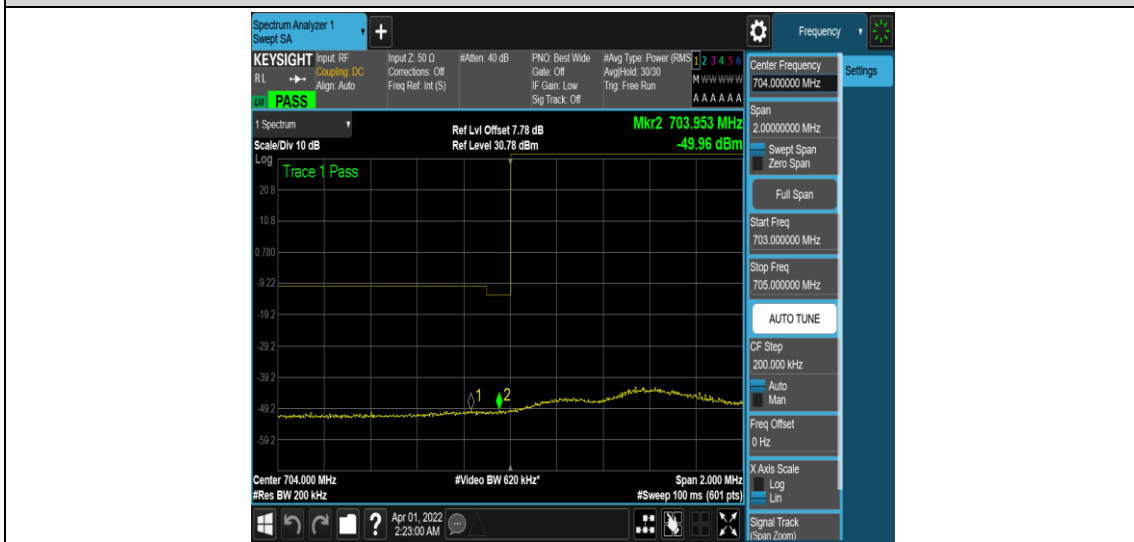 Spectrum Analyzer 1
Swept SA
+
Frequency
KEYSIGHT
RL
LXI PASS
Input: RF
Coupling: DC
Align: Auto
Input Z: 50 Ω
Corrections: Off
Freq Ref: Int (S)
#Atten: 40 dB
PNO: Best Wide
Gate: Off
IF Gain: Low
Sig Track: Off
#Avg Type: Power (RMS
Avg|Hold: 30/30
Trig: Free Run
1 2 3 4 5 6
M W W W W W
A A A A A A
1 Spectrum
Scale/Div 10 dB
Ref Lvl Offset 7.78 dB
Ref Level 30.78 dBm
Mkr2 703.953 MHz
-49.96 dBm
Log
Trace 1 Pass
20.8
10.8
0.780
-9.22
-19.2
-29.2
-39.2
-49.2
-59.2
1
2
Center 704.000 MHz
#Video BW 620 kHz*
Span 2.000 MHz
#Res BW 200 kHz
#Sweep 100 ms (601 pts)
?
Apr 01, 2022
2:23:00 AM
Center Frequency
704.000000 MHz
Settings
Span
2.00000000 MHz
Swept Span
Zero Span
Full Span
Start Freq
703.000000 MHz
Stop Freq
705.000000 MHz
AUTO TUNE
CF Step
200.000 kHz
Auto
Man
Freq Offset
0 Hz
X Axis Scale
Log
Lin
Signal Track
(Span Zoom)